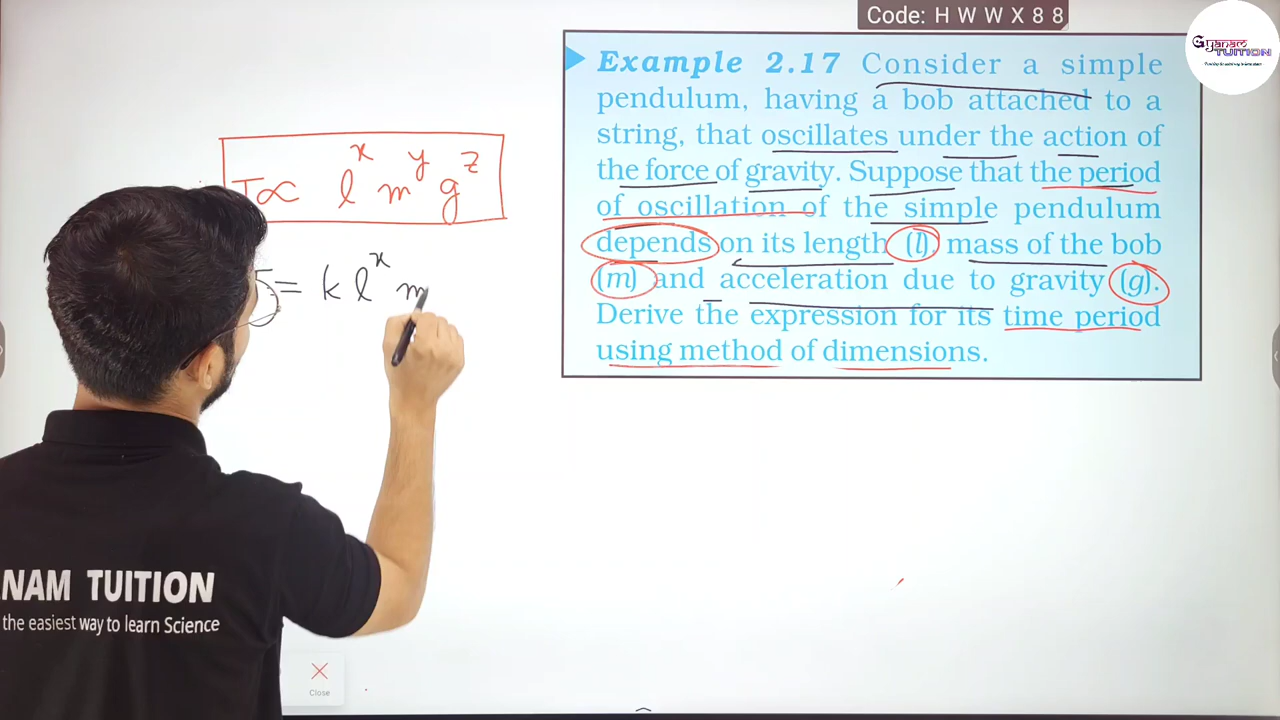 Code: H W W X 8 8
Gyanam
TUITION
Example 2.17 Consider a simple
pendulum, having a bob attached to a
string, that oscillates under the action of
the force of gravity. Suppose that the period
of oscillation of the simple pendulum
depends on its length (l), mass of the bob
(m) and acceleration due to gravity (g).
Derive the expression for its time period
using method of dimensions.
T∝ l^x m^y g^z
= k l^x m
NAM TUITION
the easiest way to learn Science
Close